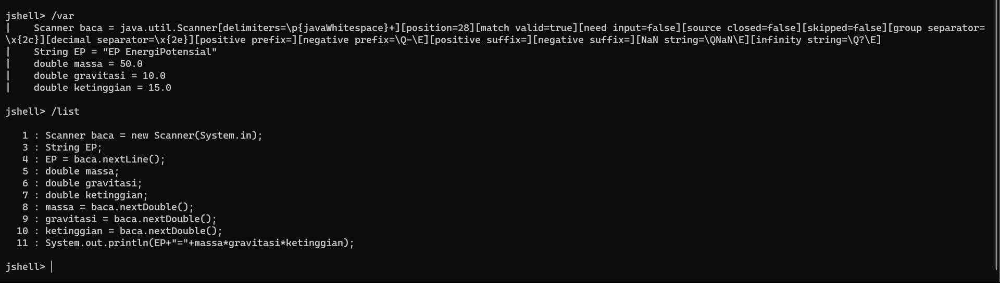 jshell> /var
|    Scanner baca = java.util.Scanner[delimiters=\p{javaWhitespace}+][position=28][match valid=true][need input=false][source closed=false][skipped=false][group separator=
\x{2c}][decimal separator=\x{2e}][positive prefix=][negative prefix=\Q-\E][positive suffix=][negative suffix=][NaN string=\QNaN\E][infinity string=\Q?\E]
|    String EP = "EP EnergiPotensial"
|    double massa = 50.0
|    double gravitasi = 10.0
|    double ketinggian = 15.0
jshell> /list
   1 : Scanner baca = new Scanner(System.in);
   3 : String EP;
   4 : EP = baca.nextLine();
   5 : double massa;
   6 : double gravitasi;
   7 : double ketinggian;
   8 : massa = baca.nextDouble();
   9 : gravitasi = baca.nextDouble();
  10 : ketinggian = baca.nextDouble();
  11 : System.out.println(EP+"="+massa*gravitasi*ketinggian);
jshell>